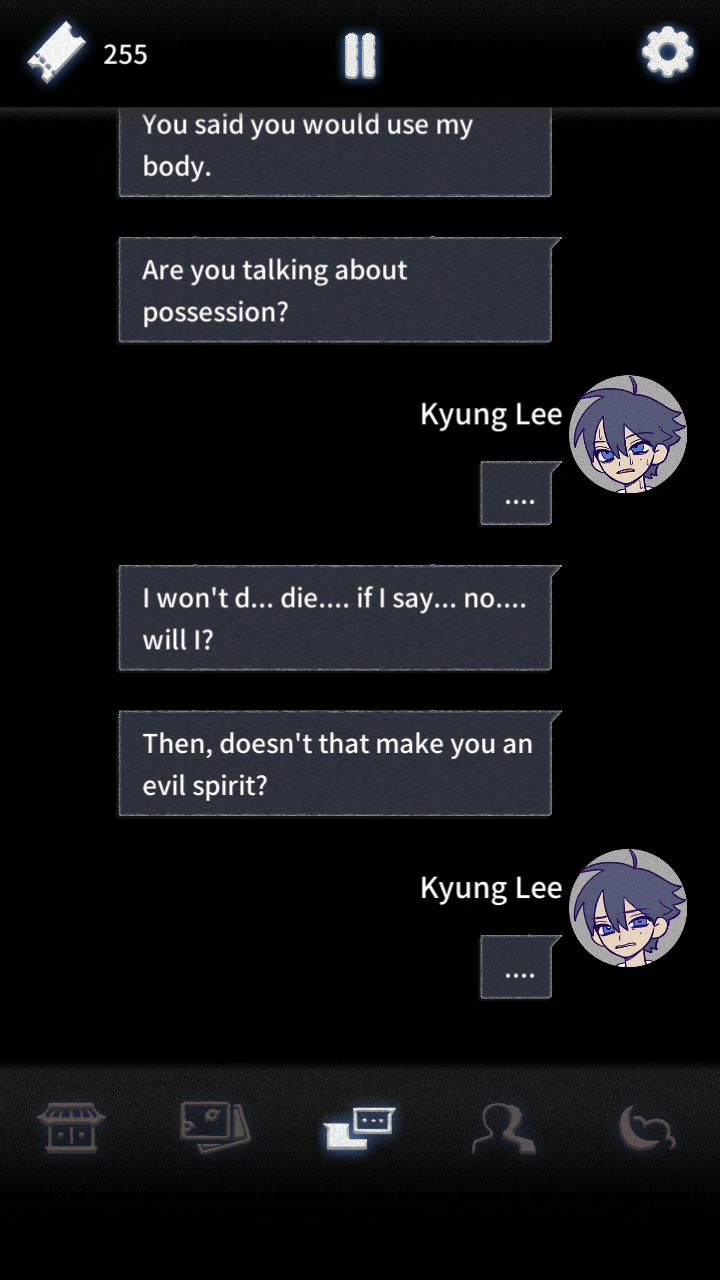 255
You said you would use my
body.
Are you talking about
possession?
Kyung Lee
....
I won't d... die.... if I say... no....
will I?
Then, doesn't that make you an
evil spirit?
Kyung Lee
....